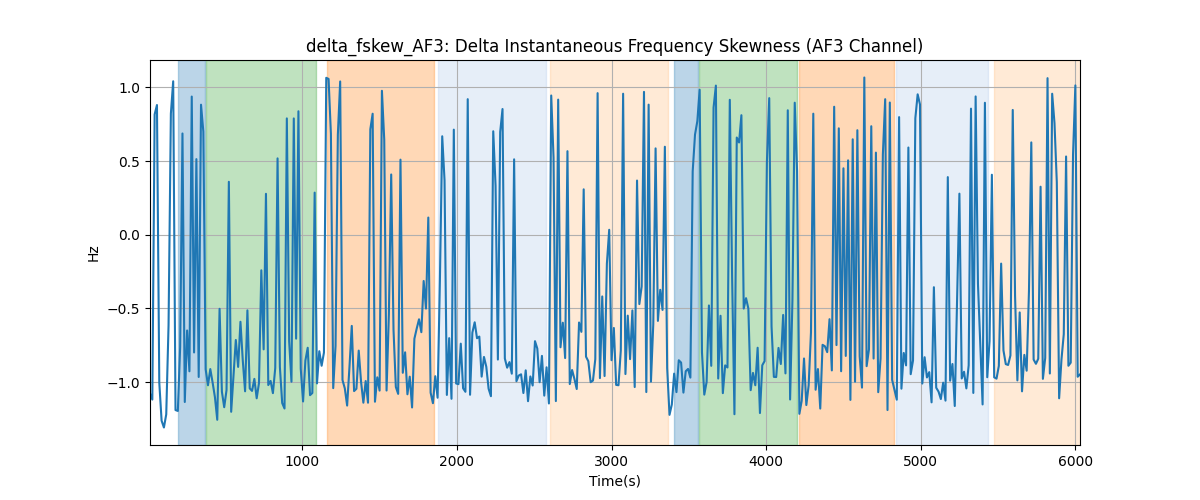 delta_fskew_AF3: Delta Instantaneous Frequency Skewness (AF3 Channel)
1.0
0.5
0.0
−0.5
−1.0
Hz
1000 2000 3000 4000 5000 6000
Time(s)